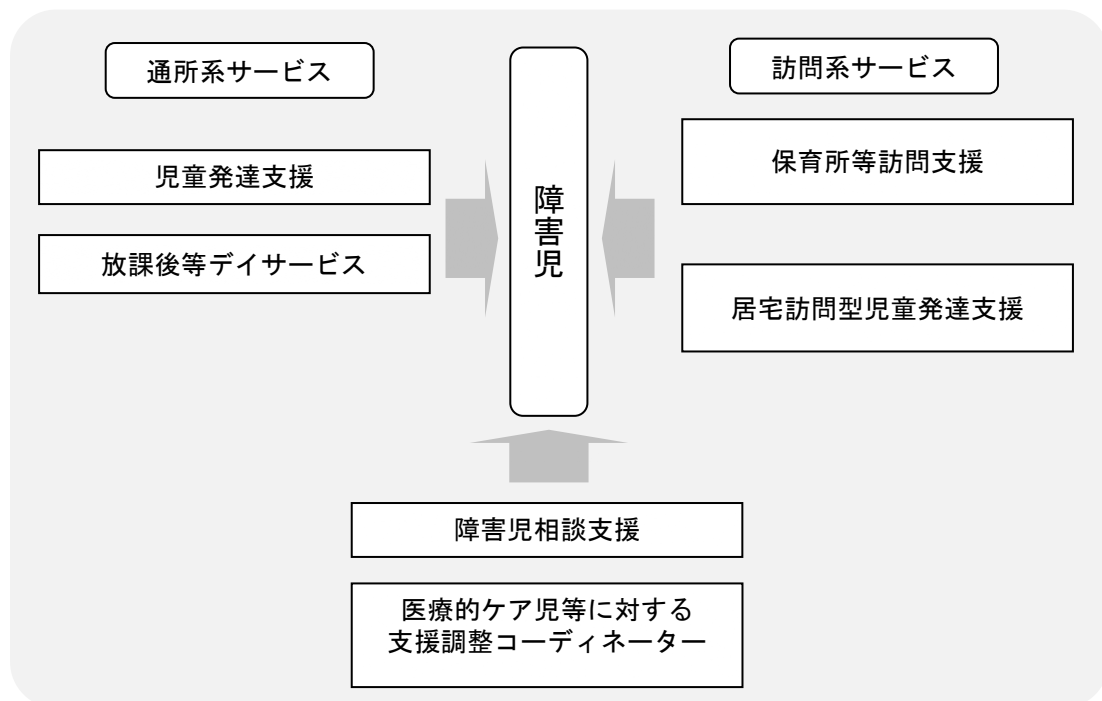 通所系サービス
児童発達支援
放課後等デイサービス
障害児
訪問系サービス
保育所等訪問支援
居宅訪問型児童発達支援
障害児相談支援
医療的ケア児等に対する
支援調整コーディネーター